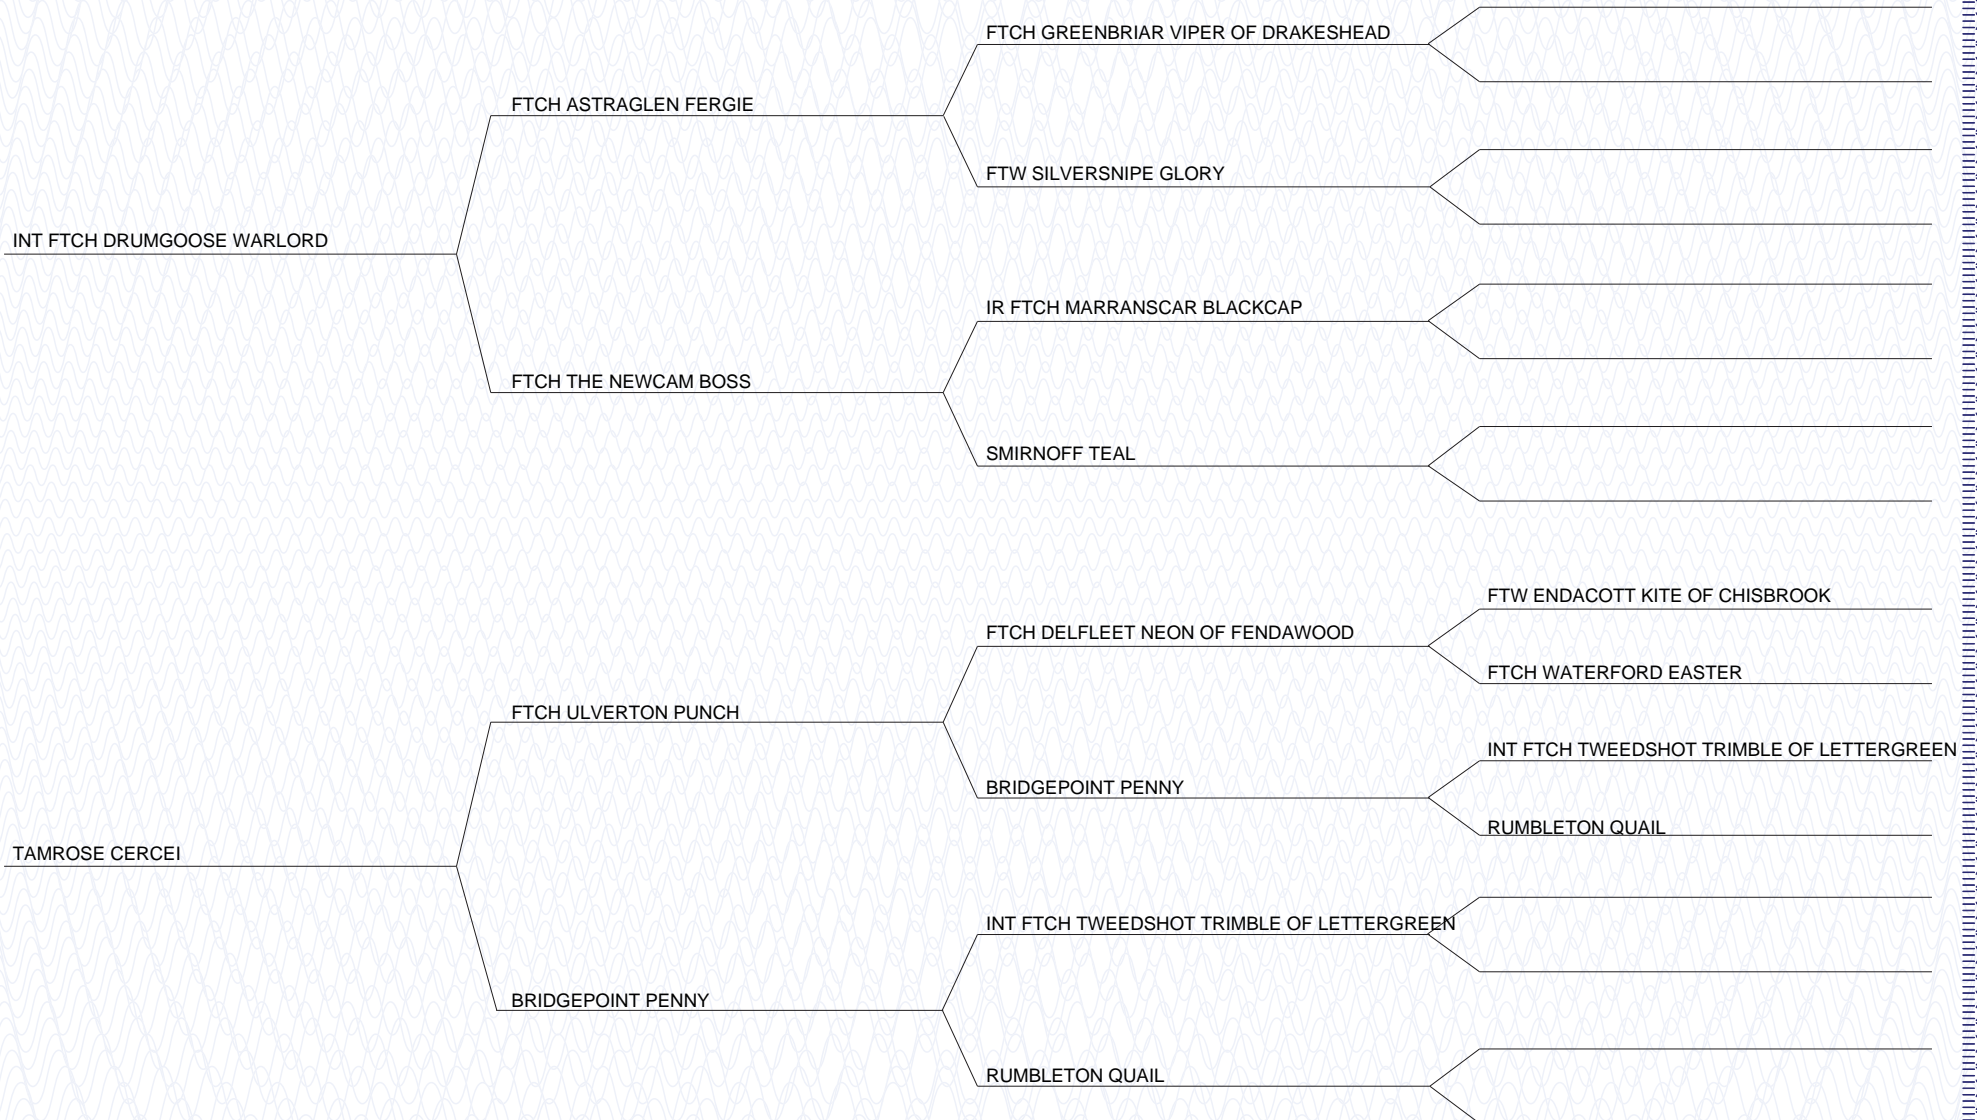 FTCH GREENBRIAR VIPER OF DRAKESHEAD
FTCH ASTRAGLEN FERGIE
FTW SILVERSNIPE GLORY
INT FTCH DRUMGOOSE WARLORD
IR FTCH MARRANSCAR BLACKCAP
FTCH THE NEWCAM BOSS
SMIRNOFF TEAL
FTW ENDACOTT KITE OF CHISBROOK
FTCH DELFLEET NEON OF FENDAWOOD
FTCH WATERFORD EASTER
FTCH ULVERTON PUNCH
INT FTCH TWEEDSHOT TRIMBLE OF LETTERGREEN
BRIDGEPOINT PENNY
RUMBLETON QUAIL
TAMROSE CERCEI
INT FTCH TWEEDSHOT TRIMBLE OF LETTERGREEN
BRIDGEPOINT PENNY
RUMBLETON QUAIL